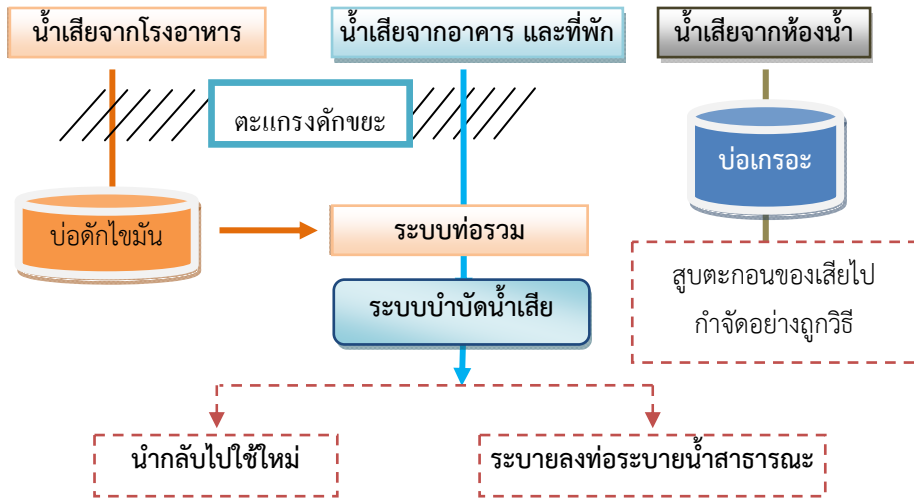 น้ำเสียจากโรงอาหาร
น้ำเสียจากอาคาร และที่พัก
น้ำเสียจากห้องน้ำ
ตะแกรงดักขยะ
บ่อเกรอะ
บ่อดักไขมัน
ระบบท่อรวม
สูบตะกอนของเสียไป
กำจัดอย่างถูกวิธี
ระบบบำบัดน้ำเสีย
นำกลับไปใช้ใหม่
ระบายลงท่อระบายน้ำสาธารณะ